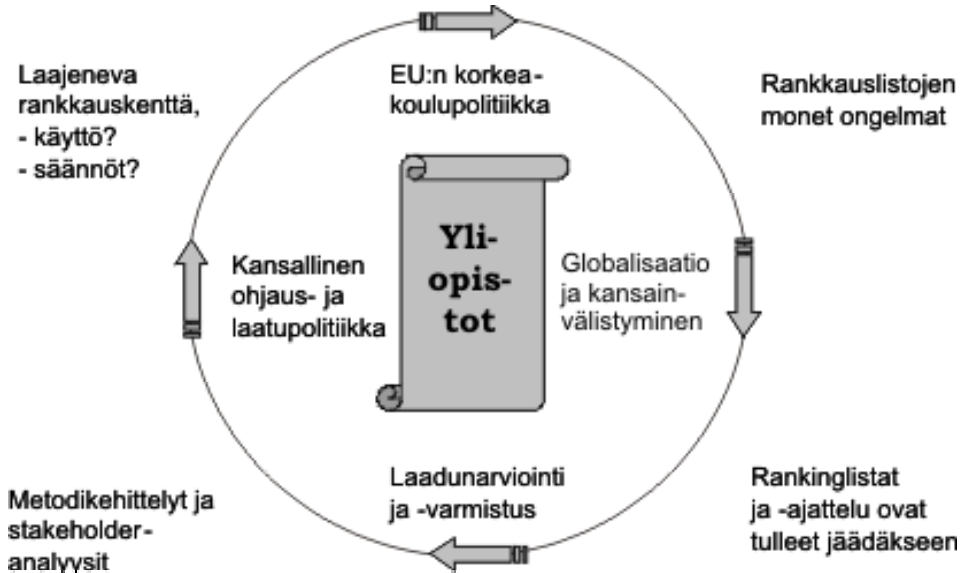 Laajeneva
rankkauskenttä,
- käyttö?
- säännöt?
EU:n korkea-
koulupolitiikka
Rankkauslistojen
monet ongelmat
Kansallinen
ohjaus- ja
laatupolitiikka
Yli-
opis-
tot
Globalisaatio
ja kansain-
välistyminen
Metodikehittelyt ja
stakeholder-
analyysit
Laadunarviointi
ja -varmistus
Rankinglistat
ja -ajattelu ovat
tulleet jäädäkseen